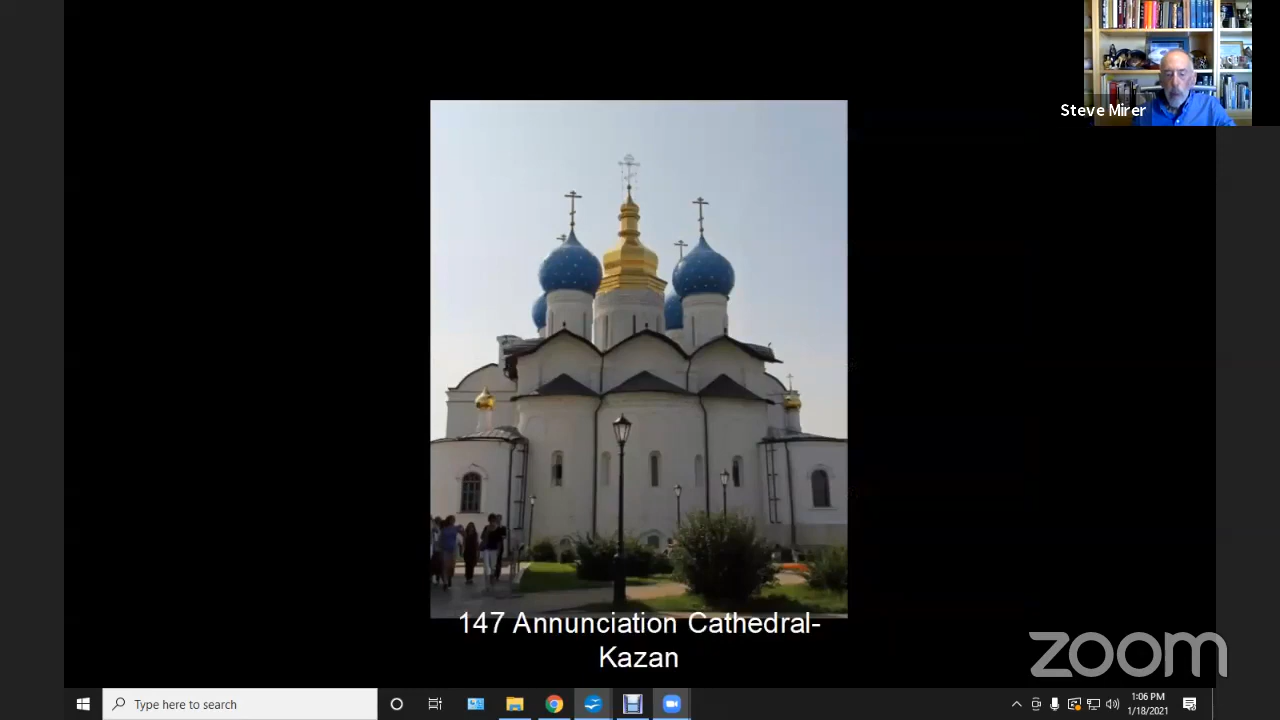 Steve Mirer
147 Annunciation Cathedral-
Kazan
zoom
Type here to search
1:06 PM
1/18/2021